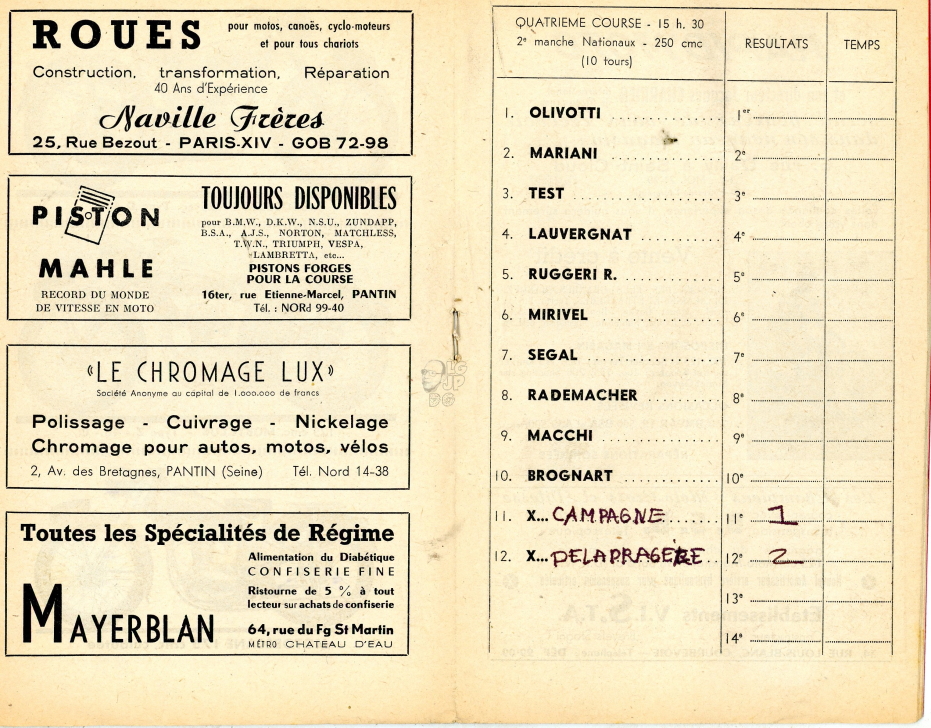 ROUES
pour motos, canoës, cyclo-moteurs
et pour tous chariots
Construction, transformation, Réparation
40 Ans d'Expérience
Naville Frères
25, Rue Bezout - PARIS-XIV - GOB 72-98
PISTON
MAHLE
RECORD DU MONDE
DE VITESSE EN MOTO
TOUJOURS DISPONIBLES
pour B.M.W., D.K.W., N.S.U., ZUNDAPP,
B.S.A., A.J.S., NORTON, MATCHLESS,
T.W.N., TRIUMPH, VESPA,
LAMBRETTA, etc...
PISTONS FORGES
POUR LA COURSE
16ter, rue Etienne-Marcel, PANTIN
Tél. : NORd 99-40
«LE CHROMAGE LUX»
Société Anonyme au capital de 1.000.000 de francs
Polissage - Cuivrage - Nickelage
Chromage pour autos, motos, vélos
2, Av. des Bretagnes, PANTIN (Seine) Tél. Nord 14-38
Toutes les Spécialités de Régime
MAYERBLAN
Alimentation du Diabétique
CONFISERIE FINE
Ristourne de 5 % à tout
lecteur sur achats de confiserie
64, rue du Fg St Martin
MÉTRO CHATEAU D'EAU
QUATRIEME COURSE - 15 h. 30
2e manche Nationaux - 250 cmc
(10 tours)
RESULTATS
TEMPS
1. OLIVOTTI 1er
2. MARIANI 2e
3. TEST 3e
4. LAUVERGNAT 4e
5. RUGGERI R. 5e
6. MIRIVEL 6e
7. SEGAL 7e
8. RADEMACHER 8e
9. MACCHI 9e
10. BROGNART 10e
11. X... CAMPAGNE 11e 1
12. X... 12e 2
13e
14e